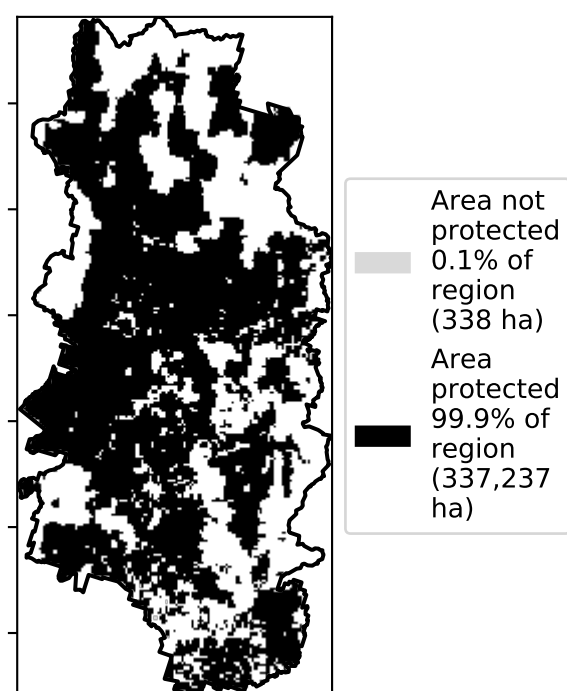 Area not
protected
0.1% of
region
(338 ha)
Area
protected
99.9% of
region
(337,237
ha)